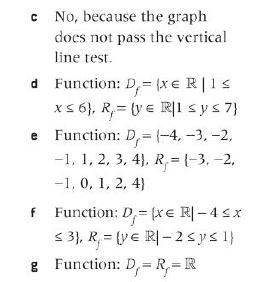 c No, because the graph
does not pass the vertical
line test.
d Function: D_f = {x ∈ ℝ | 1 ≤
x ≤ 6}, R_f = {y ∈ ℝ|1 ≤ y ≤ 7}
e Function: D_f = {–4, –3, –2,
–1, 1, 2, 3, 4}, R_f = {–3, –2,
–1, 0, 1, 2, 4}
f Function: D_f = {x ∈ ℝ|– 4 ≤ x
≤ 3}, R_f = {y ∈ ℝ|– 2 ≤ y ≤ 1}
g Function: D_f = R_f = ℝ